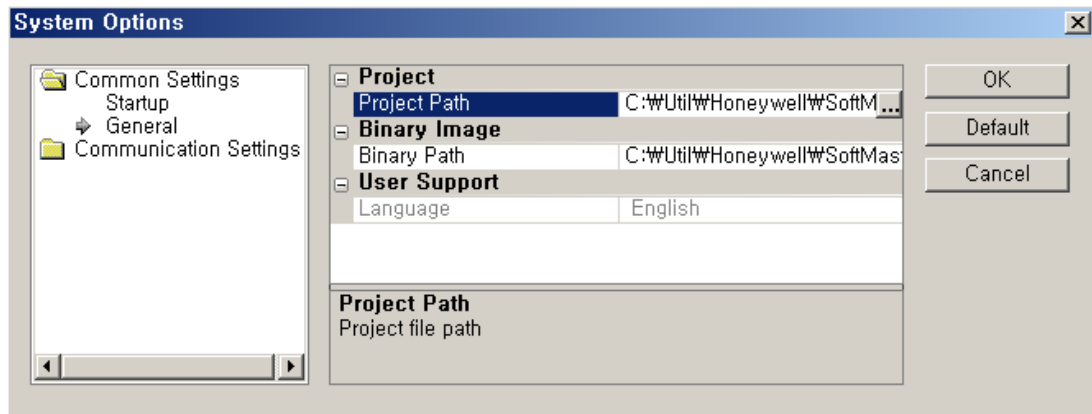 System Options
Common Settings
Startup
General
Communication Settings
Project
Project Path C:₩Util₩Honeywell₩SoftM...
Binary Image
Binary Path C:₩Util₩Honeywell₩SoftMast
User Support
Language English
Project Path
Project file path
OK
Default
Cancel